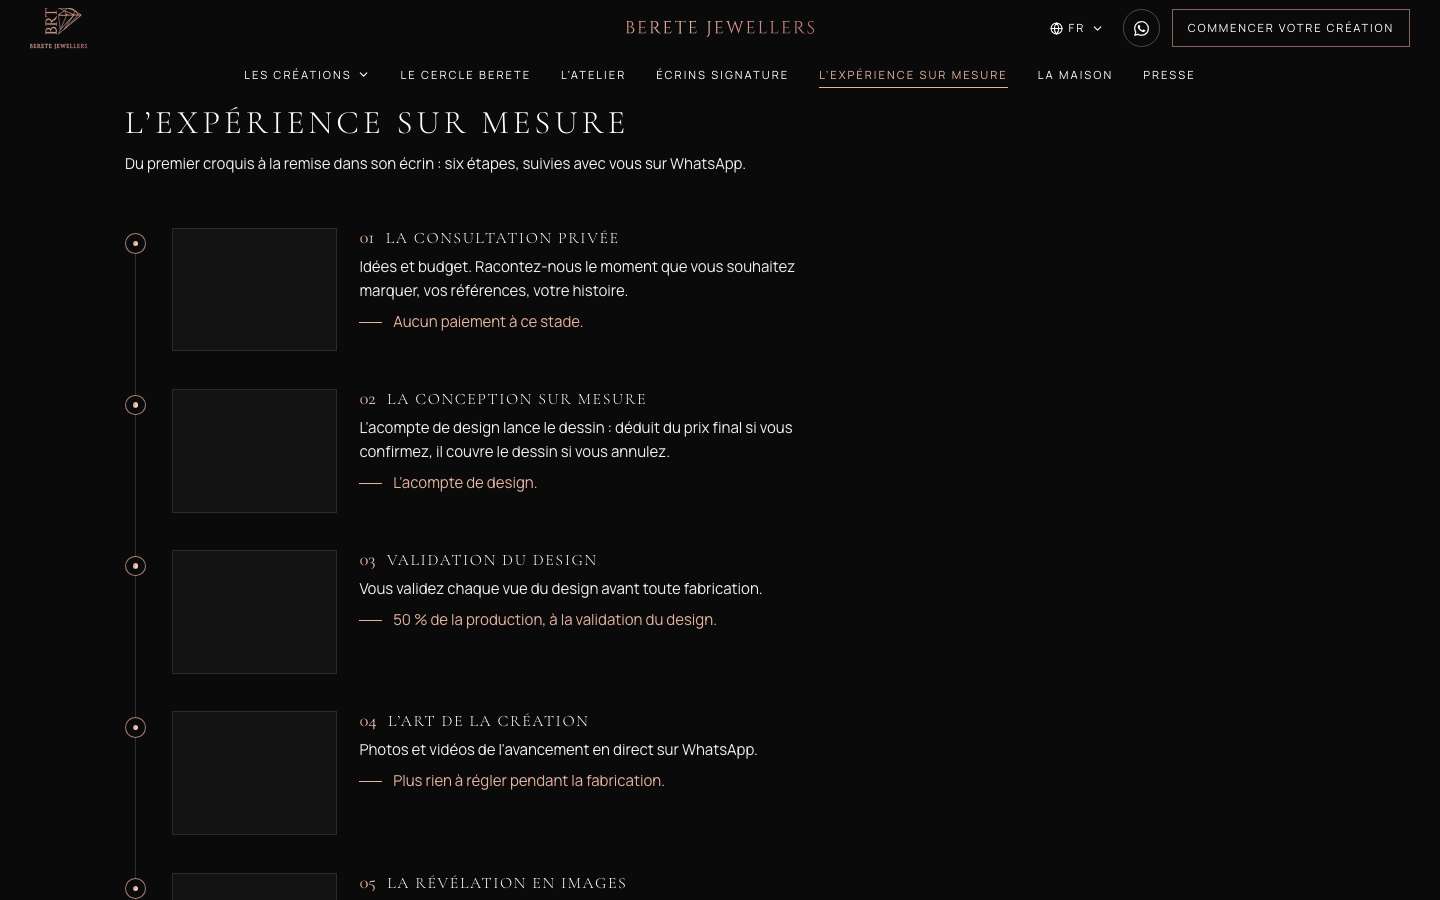 BRT
BERETE JEWELLERS
BERETE JEWELLERS
FR
COMMENCER VOTRE CRÉATION
LES CRÉATIONS
LE CERCLE BERETE
L'ATELIER
ÉCRINS SIGNATURE
L'EXPÉRIENCE SUR MESURE
LA MAISON
PRESSE
L’EXPÉRIENCE SUR MESURE
Du premier croquis à la remise dans son écrin : six étapes, suivies avec vous sur WhatsApp.
01 LA CONSULTATION PRIVÉE
Idées et budget. Racontez-nous le moment que vous souhaitez
marquer, vos références, votre histoire.
Aucun paiement à ce stade.
02 LA CONCEPTION SUR MESURE
L'acompte de design lance le dessin : déduit du prix final si vous
confirmez, il couvre le dessin si vous annulez.
L'acompte de design.
03 VALIDATION DU DESIGN
Vous validez chaque vue du design avant toute fabrication.
50 % de la production, à la validation du design.
04 L’ART DE LA CRÉATION
Photos et vidéos de l'avancement en direct sur WhatsApp.
Plus rien à régler pendant la fabrication.
05 LA RÉVÉLATION EN IMAGES